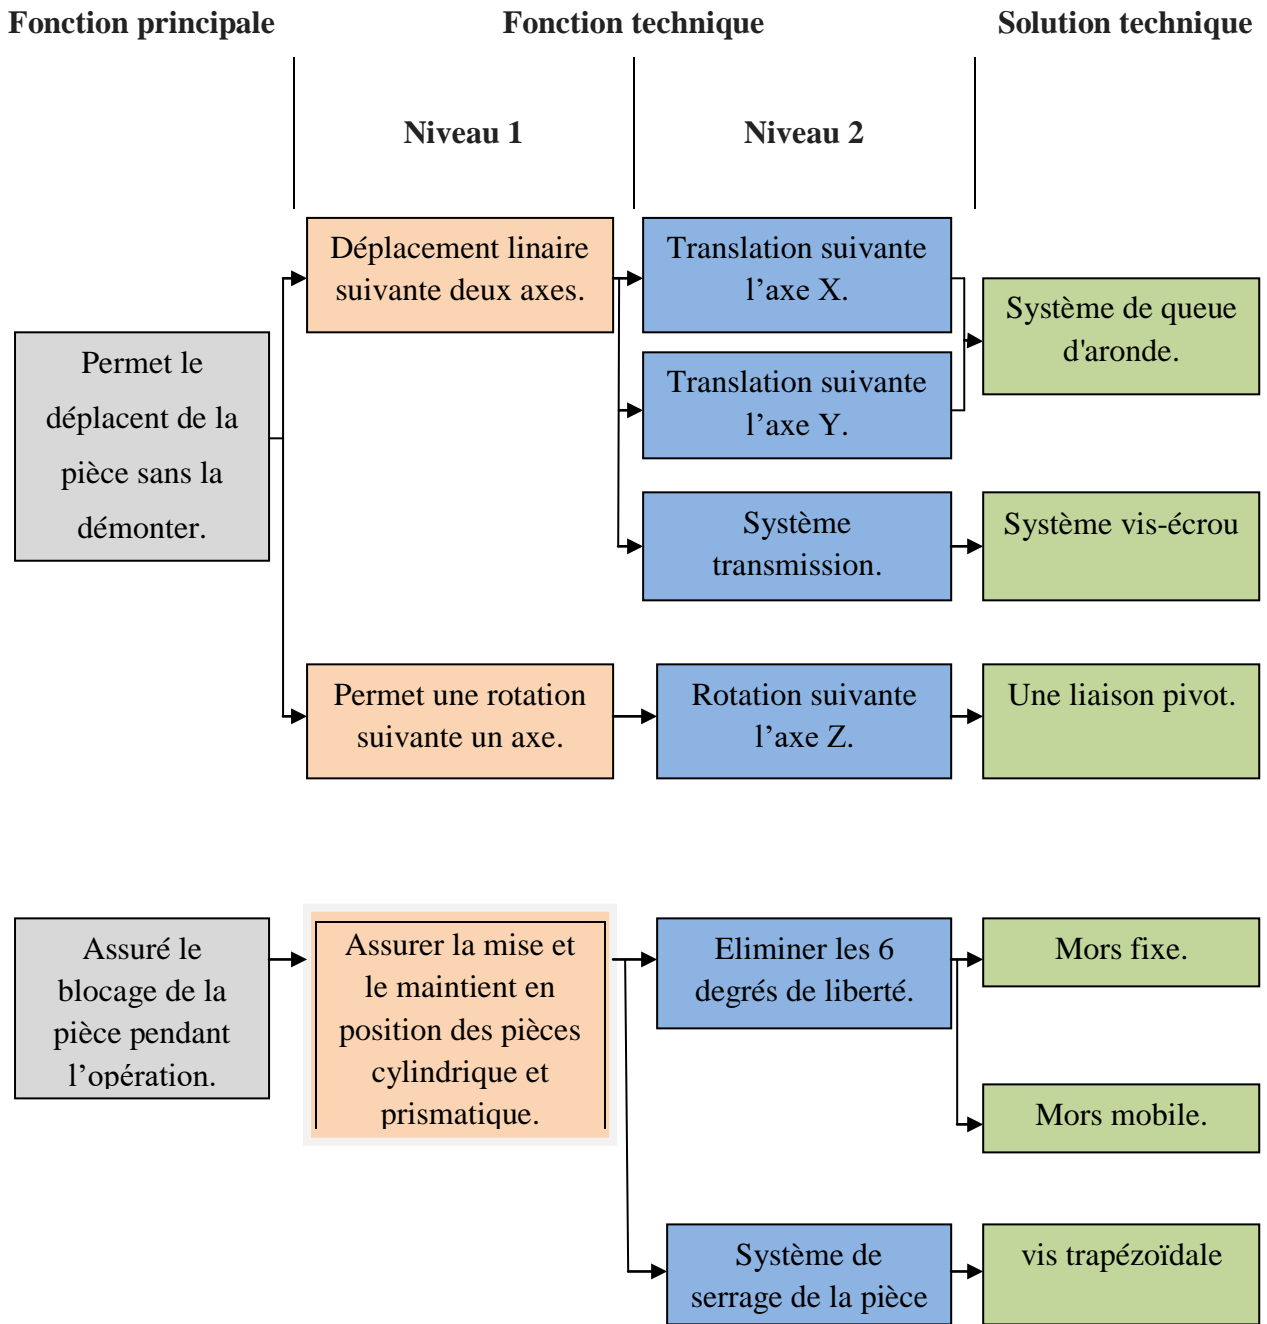 Fonction principale
Fonction technique
Solution technique
Niveau 1
Niveau 2
Déplacement linaire
suivante deux axes.
Translation suivante
l’axe X.
Système de queue
d'aronde.
Permet le
déplacent de la
pièce sans la
démonter.
Translation suivante
l’axe Y.
Système
transmission.
Système vis-écrou
Permet une rotation
suivante un axe.
Rotation suivante
l’axe Z.
Une liaison pivot.
Assuré le
blocage de la
pièce pendant
l’opération.
Assurer la mise et
le maintient en
position des pièces
cylindrique et
prismatique.
Eliminer les 6
degrés de liberté.
Mors fixe.
Mors mobile.
Système de
serrage de la pièce
vis trapézoïdale